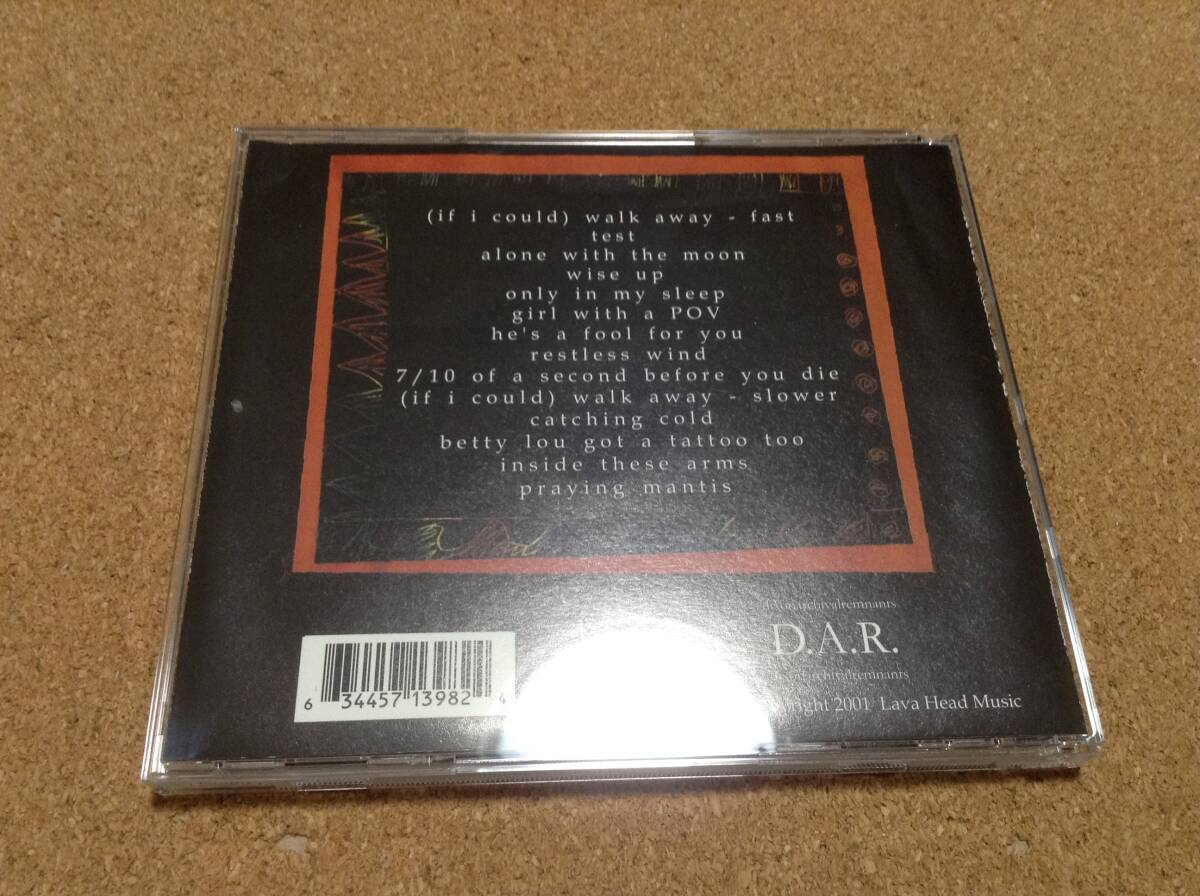 (if i could) walk away - fast
test
alone with the moon
wise up
only in my sleep
girl with a POV
he's a fool for you
restless wind
7/10 of a second before you die
(if i could) walk away - slower
catching cold
betty lou got a tattoo too
inside these arms
praying mantis
D.A.R.
2001 Lava Head Music
6 34457 13982 4